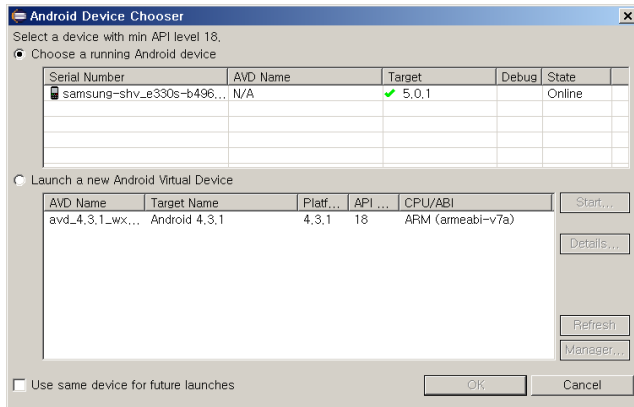 Android Device Chooser
Select a device with min API level 18,
Choose a running Android device
Serial Number AVD Name Target Debug State
samsung-shv_e330s-b496... N/A 5,0,1 Online
Launch a new Android Virtual Device
AVD Name Target Name Platf... API ... CPU/ABI
avd_4,3,1_wx,... Android 4,3,1 4,3,1 18 ARM (armeabi-v7a)
Start...
Details...
Refresh
Manager...
Use same device for future launches
OK Cancel